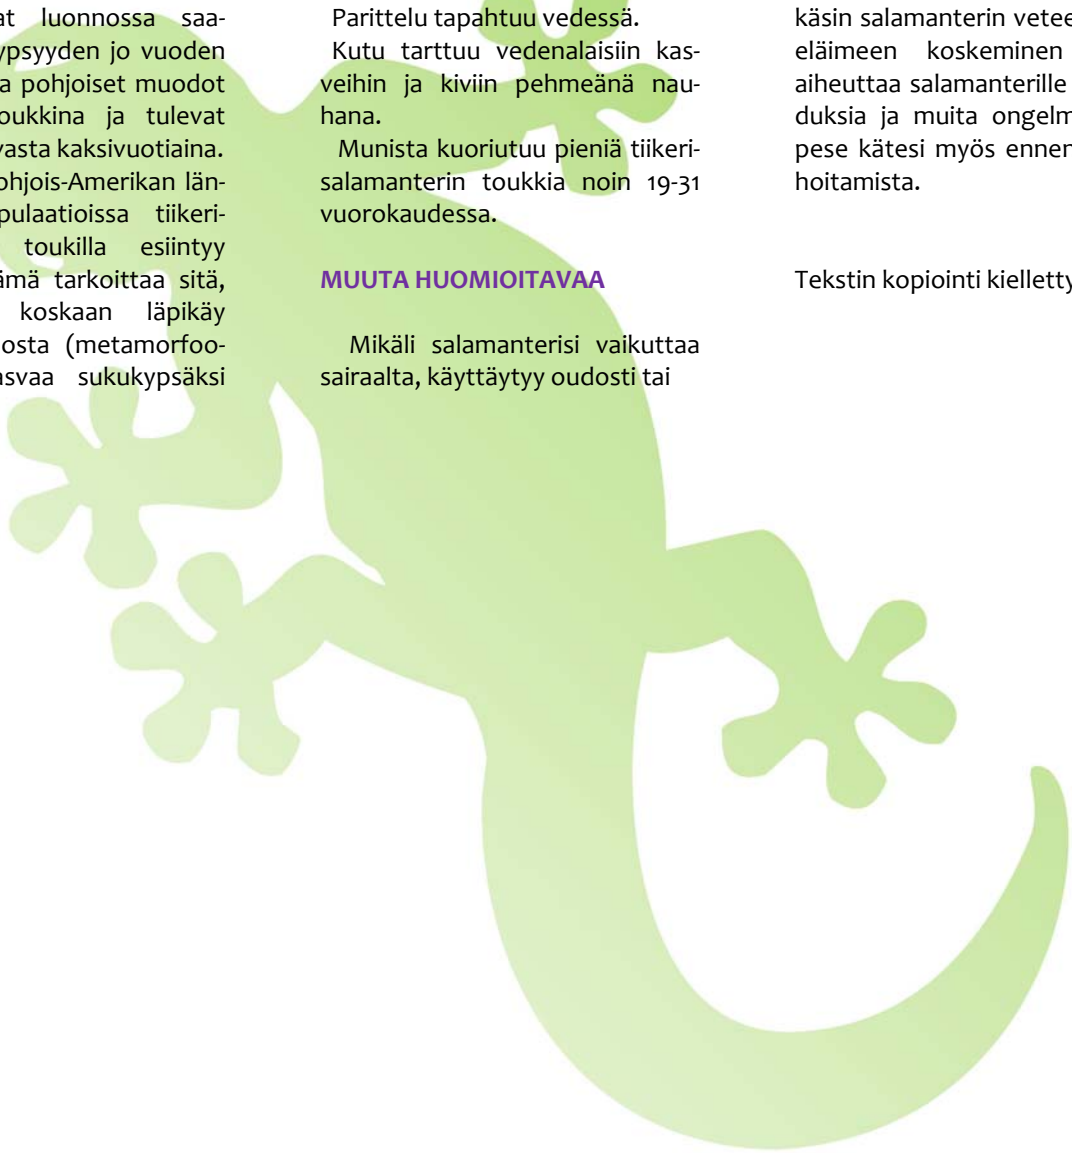 at luonnossa saa-
ypsyyden jo vuoden
a pohjoiset muodot
oukkina ja tulevat
vasta kaksivuotiaina.
ohjois-Amerikan län-
pulaatioissa tiikeri-
toukilla esiintyy
ämä tarkoittaa sitä,
koskaan läpikäy
osta (metamorfoo-
asvaa sukukypsäksi
Parittelu tapahtuu vedessä.
Kutu tarttuu vedenalaisiin kas-
veihin ja kiviin pehmeänä nau-
hana.
Munista kuoriutuu pieniä tiikeri-
salamanterin toukkia noin 19-31
vuorokaudessa.
MUUTA HUOMIOITAVAA
Mikäli salamanterisi vaikuttaa
sairaalta, käyttäytyy oudosti tai
käsin salamanterin vetee
eläimeen koskeminen
aiheuttaa salamanterille
duksia ja muita ongelm
pese kätesi myös ennen
hoitamista.
Tekstin kopiointi kielletty